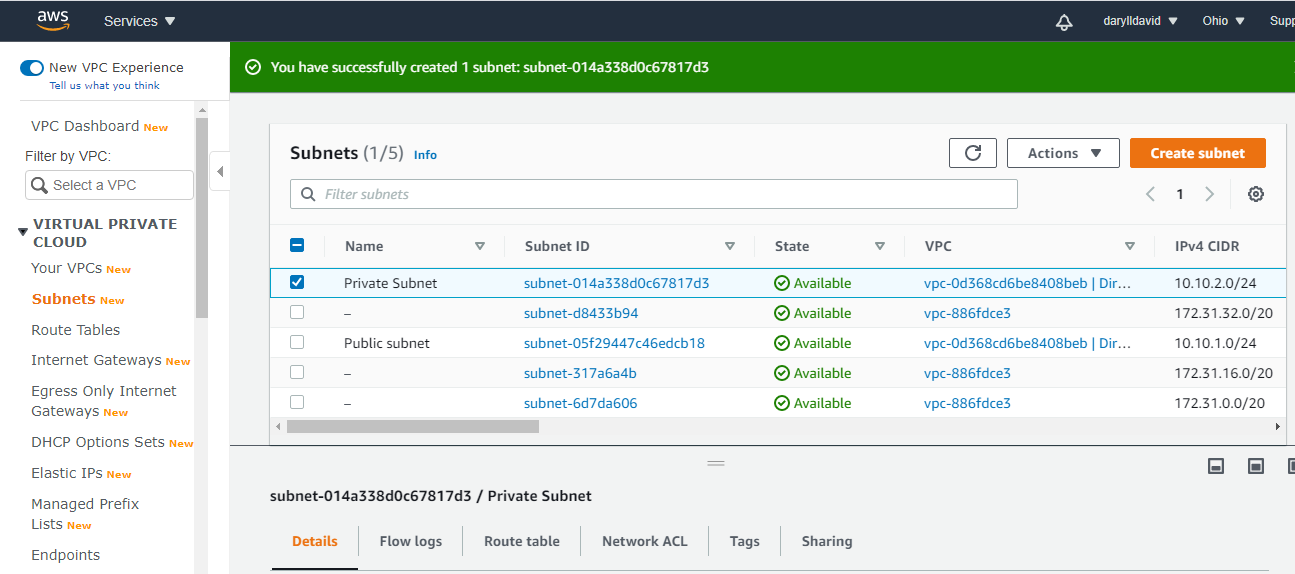 aws Services darylldavid Ohio Supp
New VPC Experience
Tell us what you think
You have successfully created 1 subnet: subnet-014a338d0c67817d3
VPC Dashboard New
Filter by VPC:
Select a VPC
VIRTUAL PRIVATE
CLOUD
Your VPCs New
Subnets New
Route Tables
Internet Gateways New
Egress Only Internet
Gateways New
DHCP Options Sets New
Elastic IPs New
Managed Prefix
Lists New
Endpoints
Subnets (1/5) Info Actions Create subnet
Filter subnets 1
Name Subnet ID State VPC IPv4 CIDR
Private Subnet subnet-014a338d0c67817d3 Available vpc-0d368cd6be8408beb | Dir... 10.10.2.0/24
– subnet-d8433b94 Available vpc-886fdce3 172.31.32.0/20
Public subnet subnet-05f29447c46edcb18 Available vpc-0d368cd6be8408beb | Dir... 10.10.1.0/24
– subnet-317a6a4b Available vpc-886fdce3 172.31.16.0/20
– subnet-6d7da606 Available vpc-886fdce3 172.31.0.0/20
subnet-014a338d0c67817d3 / Private Subnet
Details Flow logs Route table Network ACL Tags Sharing